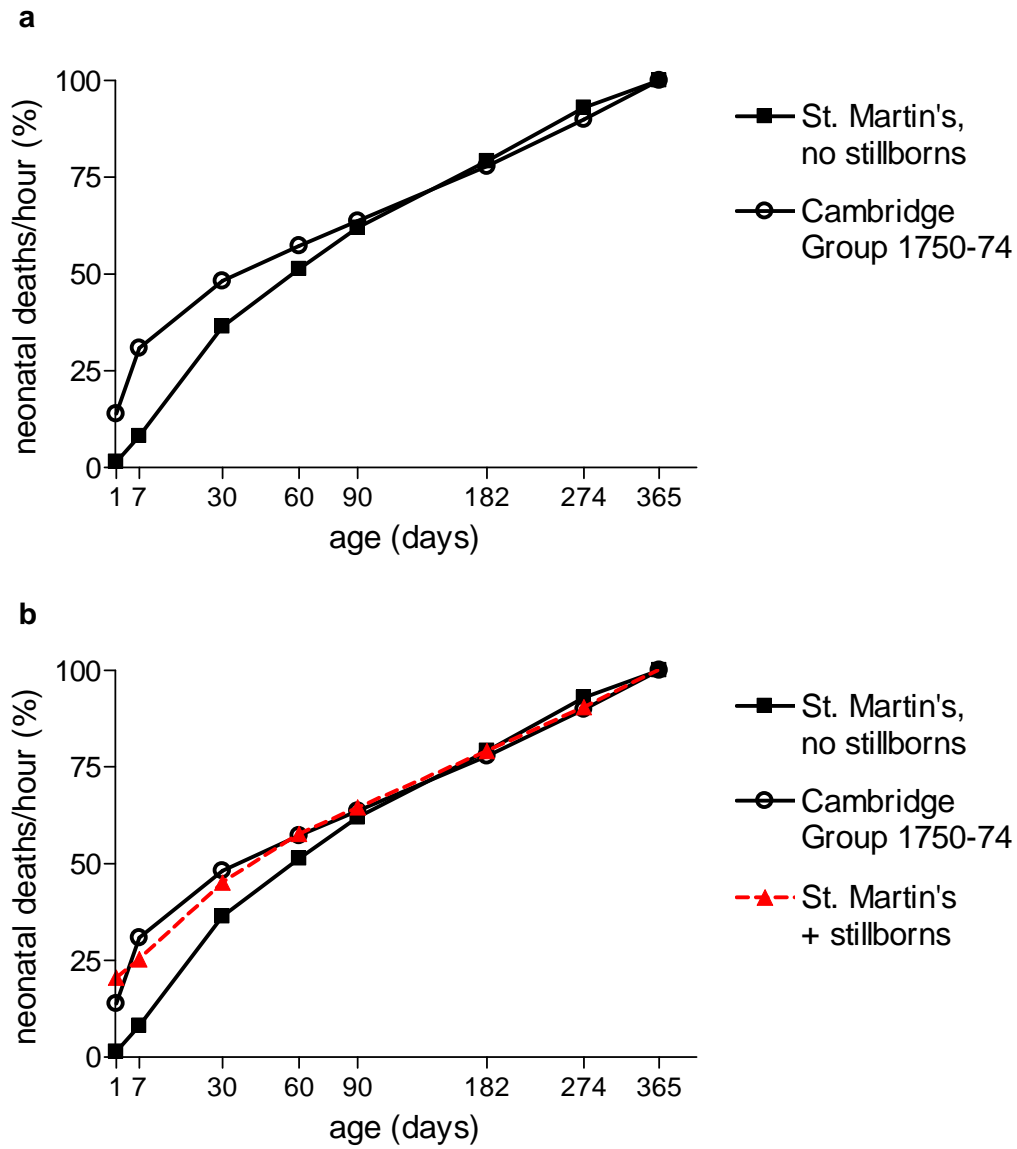 a
100
75
50
25
0
neonatal deaths/hour (%)
1 7 30 60 90 182 274 365
age (days)
St. Martin's,
no stillborns
Cambridge
Group 1750-74
b
100
75
50
25
0
neonatal deaths/hour (%)
1 7 30 60 90 182 274 365
age (days)
St. Martin's,
no stillborns
Cambridge
Group 1750-74
St. Martin's
+ stillborns